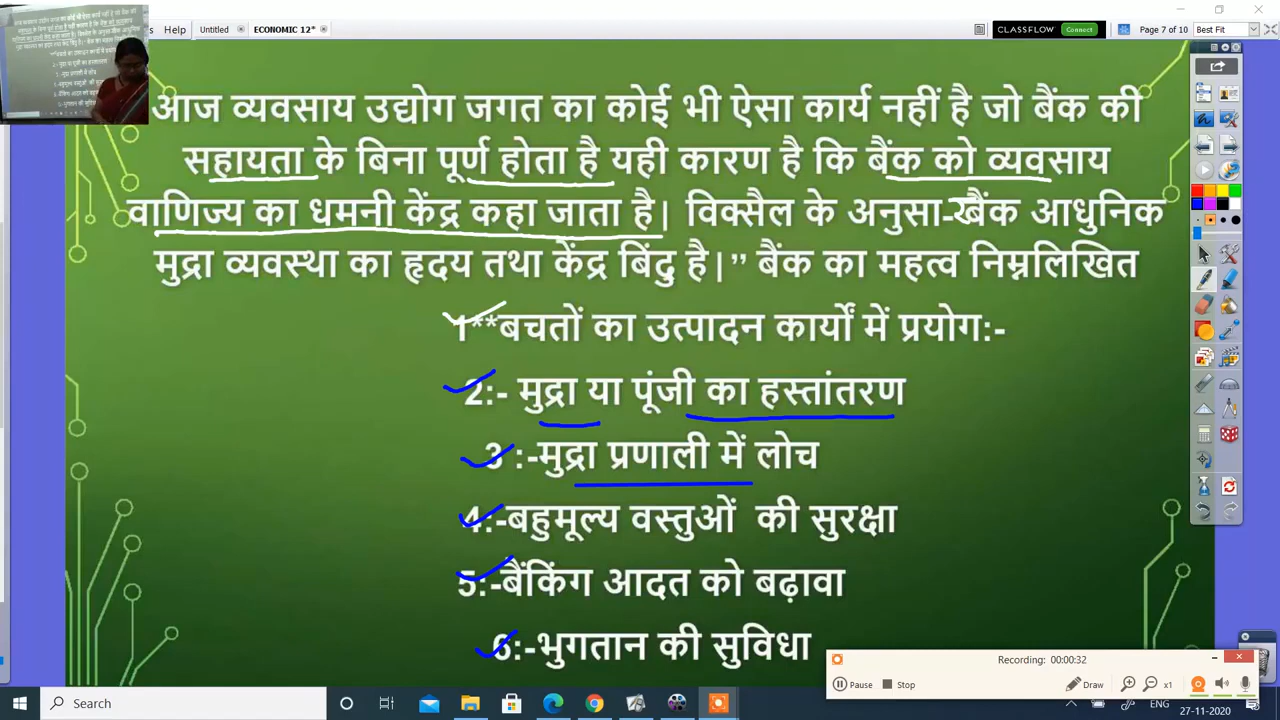 s Help Untitled ECONOMIC 12* CLASSFLOW Connect Page 7 of 10 Best Fit
आज व्यवसाय उद्योग जगत का कोई भी ऐसा कार्य नहीं है जो बैंक की
सहायता के बिना पूर्ण होता है यही कारण है कि बैंक को व्यवसाय
वाणिज्य का धमनी केंद्र कहा जाता है| विक्सैल के अनुसा-र बैंक आधुनिक
मुद्रा व्यवस्था का हृदय तथा केंद्र बिंदु है|” बैंक का महत्व निम्नलिखित
1**बचतों का उत्पादन कार्यों में प्रयोग:-
2:- मुद्रा या पूंजी का हस्तांतरण
3 :-मुद्रा प्रणाली में लोच
4:-बहुमूल्य वस्तुओं की सुरक्षा
5:-बैंकिंग आदत को बढ़ावा
6:-भुगतान की सुविधा
Recording: 00:00:32
Pause Stop Draw x1
Search ENG 12:03
27-11-2020